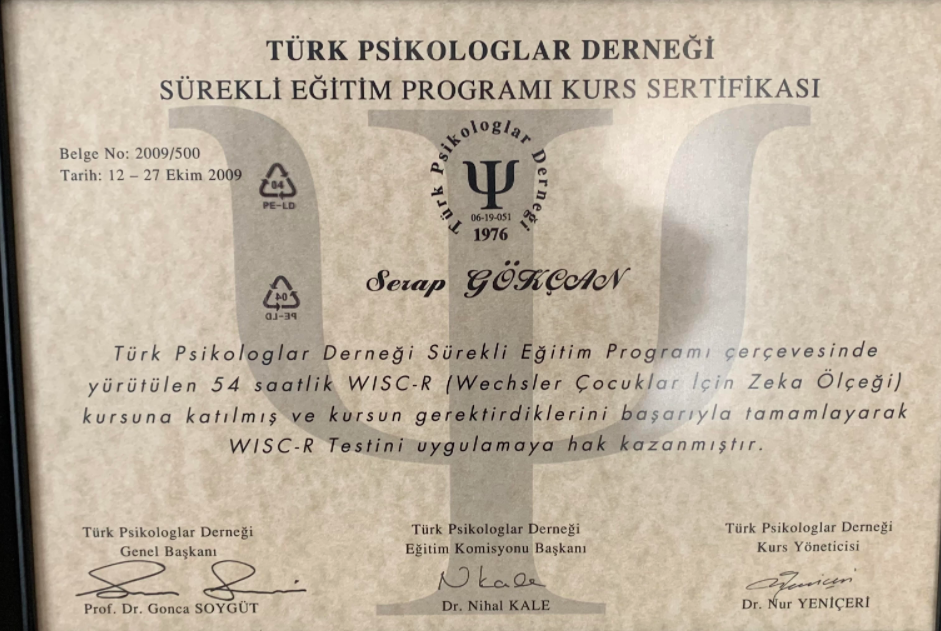 TÜRK PSİKOLOGLAR DERNEĞİ
SÜREKLİ EĞİTİM PROGRAMI KURS SERTİFİKASI
Belge No: 2009/500
Tarih: 12 – 27 Ekim 2009
04
PE-LD
Türk Psikologlar Derneği
06-19-051
1976
Serap GÖKÇAN
04
PE-LD
Türk Psikologlar Derneği Sürekli Eğitim Programı çerçevesinde
yürütülen 54 saatlik WISC-R (Wechsler Çocuklar İçin Zeka Ölçeği)
kursuna katılmış ve kursun gerektirdiklerini başarıyla tamamlayarak
WISC-R Testini uygulamaya hak kazanmıştır.
Türk Psikologlar Derneği
Genel Başkanı
Prof. Dr. Gonca SOYGÜT
Türk Psikologlar Derneği
Eğitim Komisyonu Başkanı
N kale
Dr. Nihal KALE
Türk Psikologlar Derneği
Kurs Yöneticisi
Dr. Nur YENİÇERİ